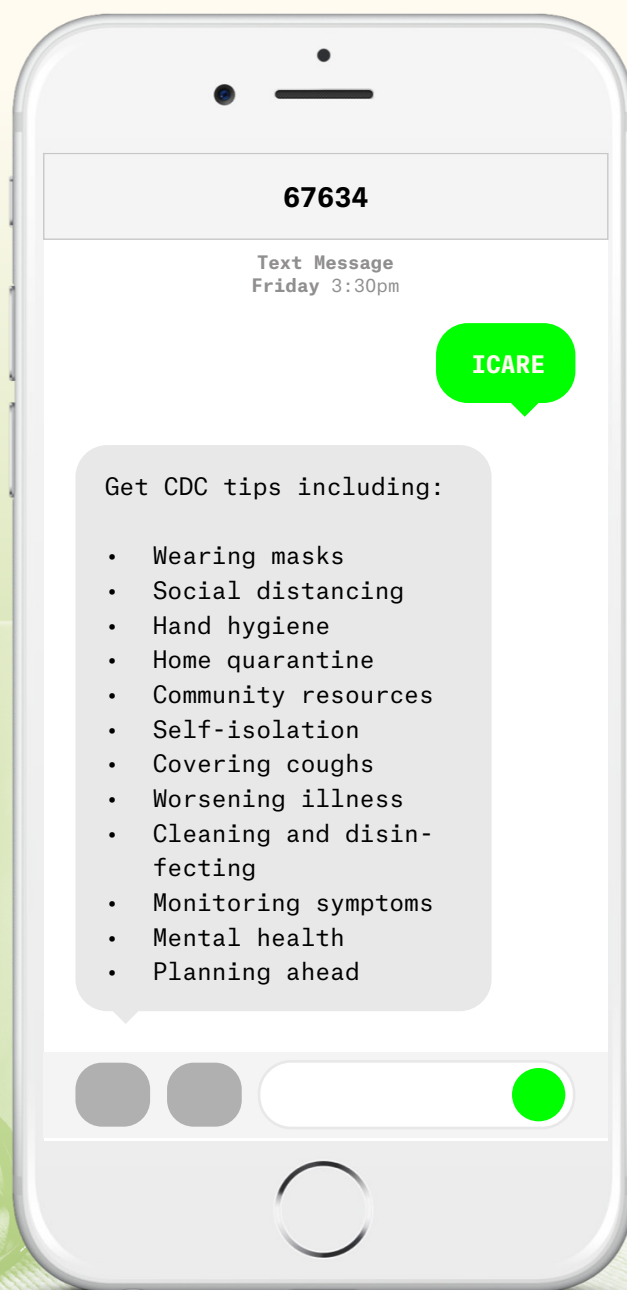 67634
Text Message
Friday 3:30pm
ICARE
Get CDC tips including:
• Wearing masks
• Social distancing
• Hand hygiene
• Home quarantine
• Community resources
• Self-isolation
• Covering coughs
• Worsening illness
• Cleaning and disin-
fecting
• Monitoring symptoms
• Mental health
• Planning ahead